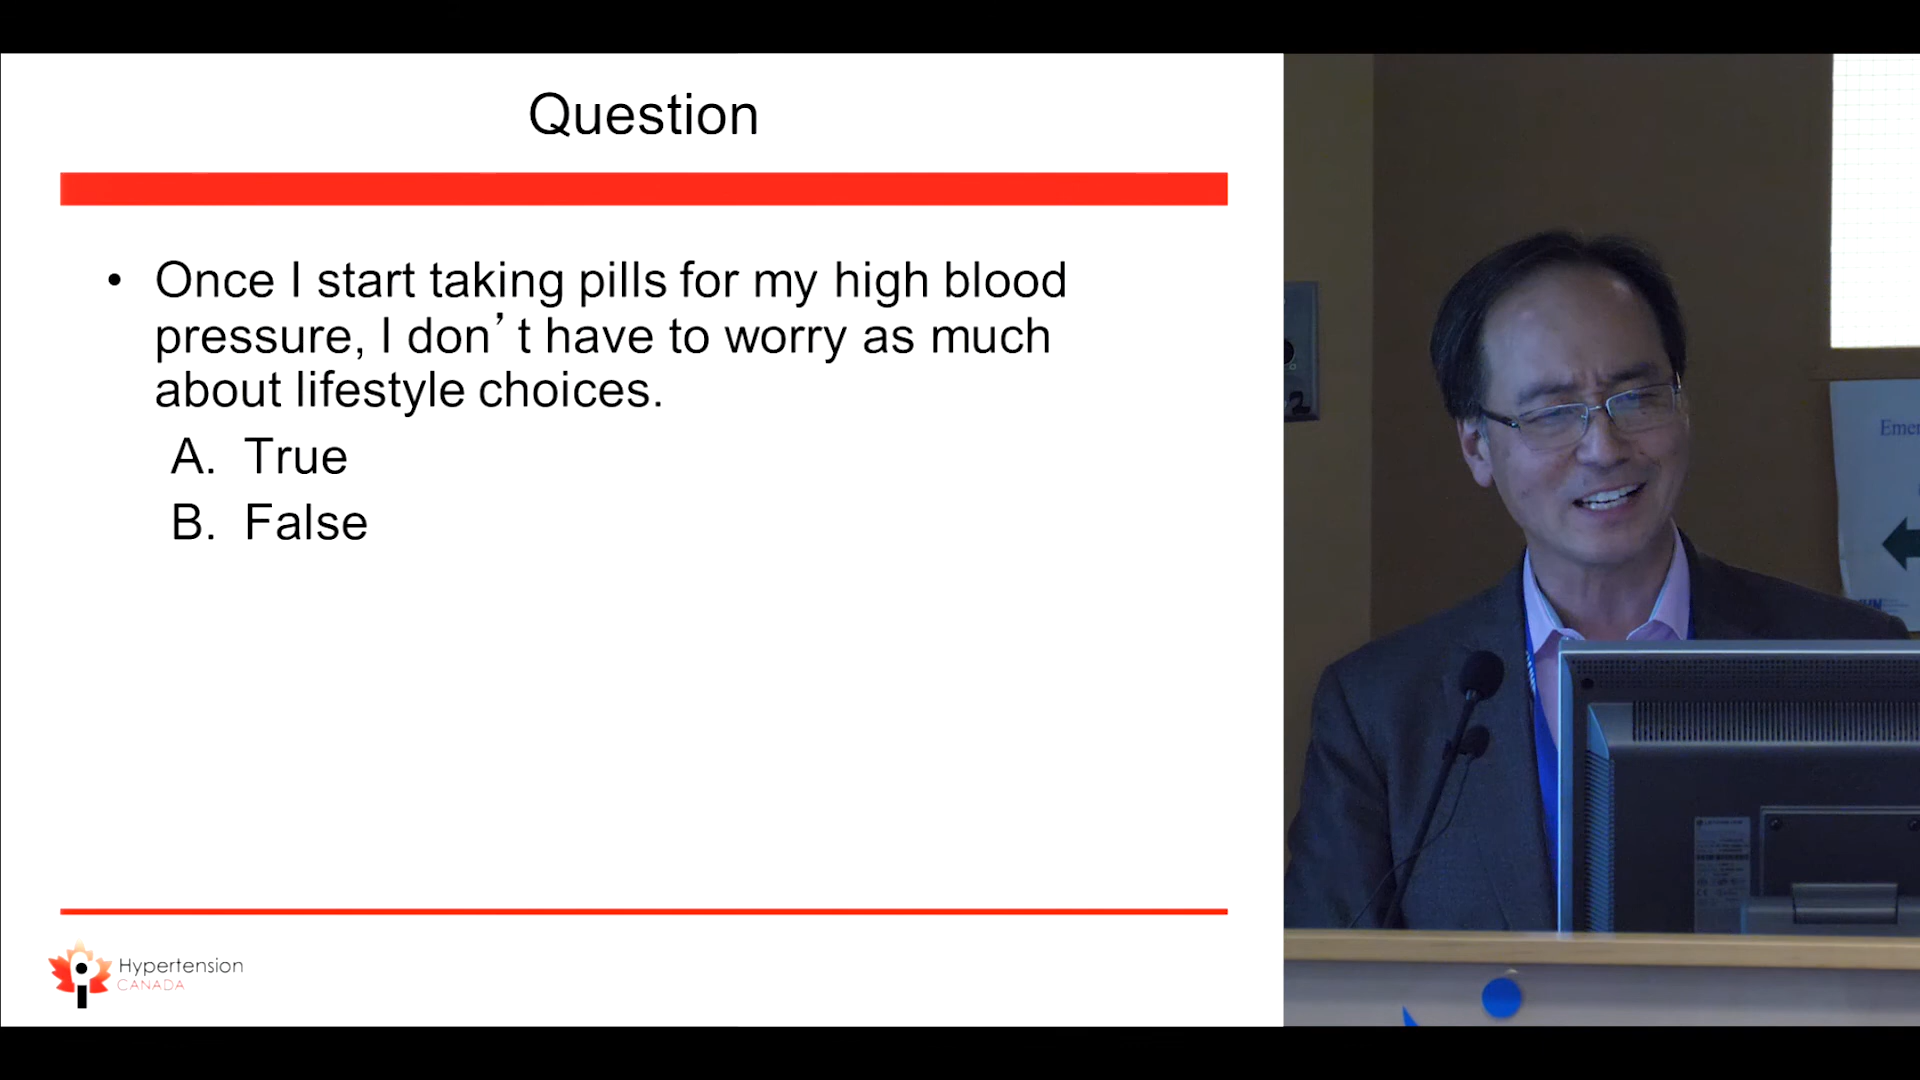 Question
• Once I start taking pills for my high blood
pressure, I don’t have to worry as much
about lifestyle choices.
A. True
B. False
Hypertension
CANADA